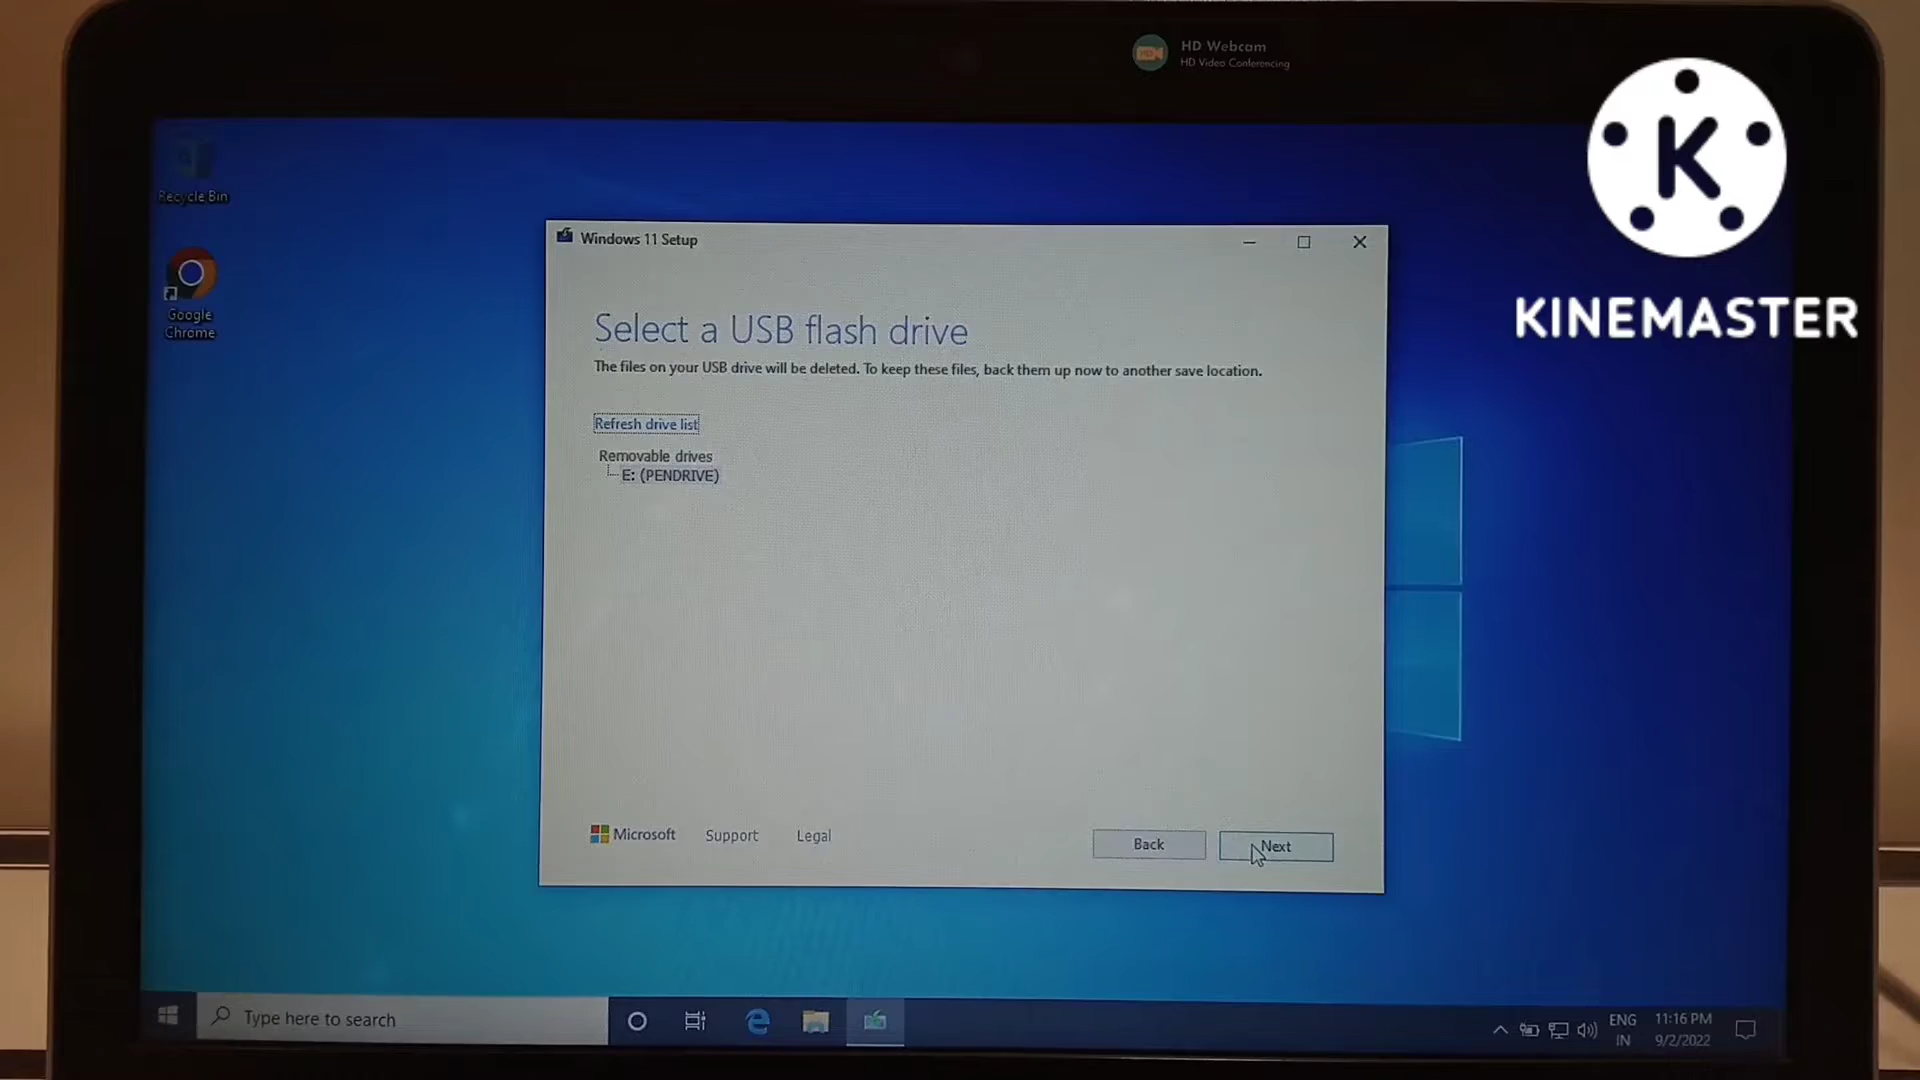 HD Webcam
HD Video Conferencing
K
KINEMASTER
Recycle Bin
Google
Chrome
Windows 11 Setup
Select a USB flash drive
The files on your USB drive will be deleted. To keep these files, back them up now to another save location.
Refresh drive list
Removable drives
E: (PENDRIVE)
Microsoft Support Legal
Back Next
Type here to search
ENG
IN
11:16 PM
9/2/2022